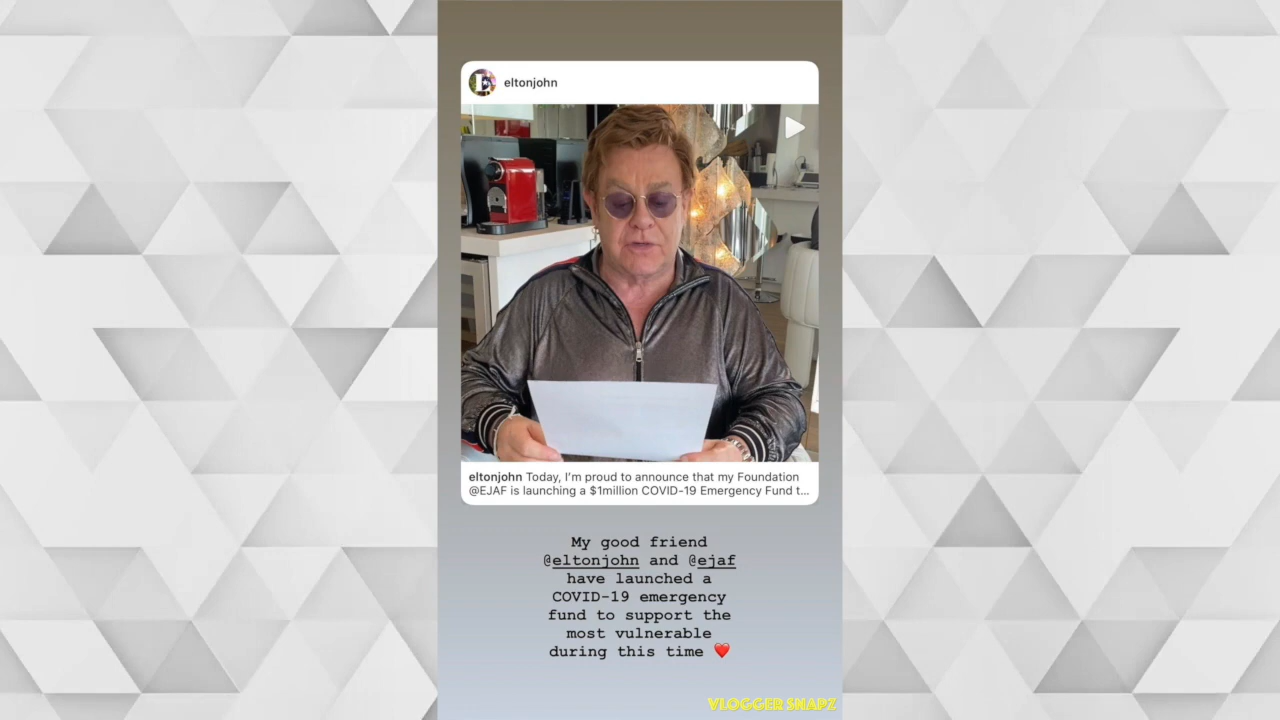 eltonjohn
eltonjohn Today, I’m proud to announce that my Foundation
@EJAF is launching a $1million COVID-19 Emergency Fund t...
My good friend
@eltonjohn and @ejaf
have launched a
COVID-19 emergency
fund to support the
most vulnerable
during this time ❤️
VLOGGER SNAPZ